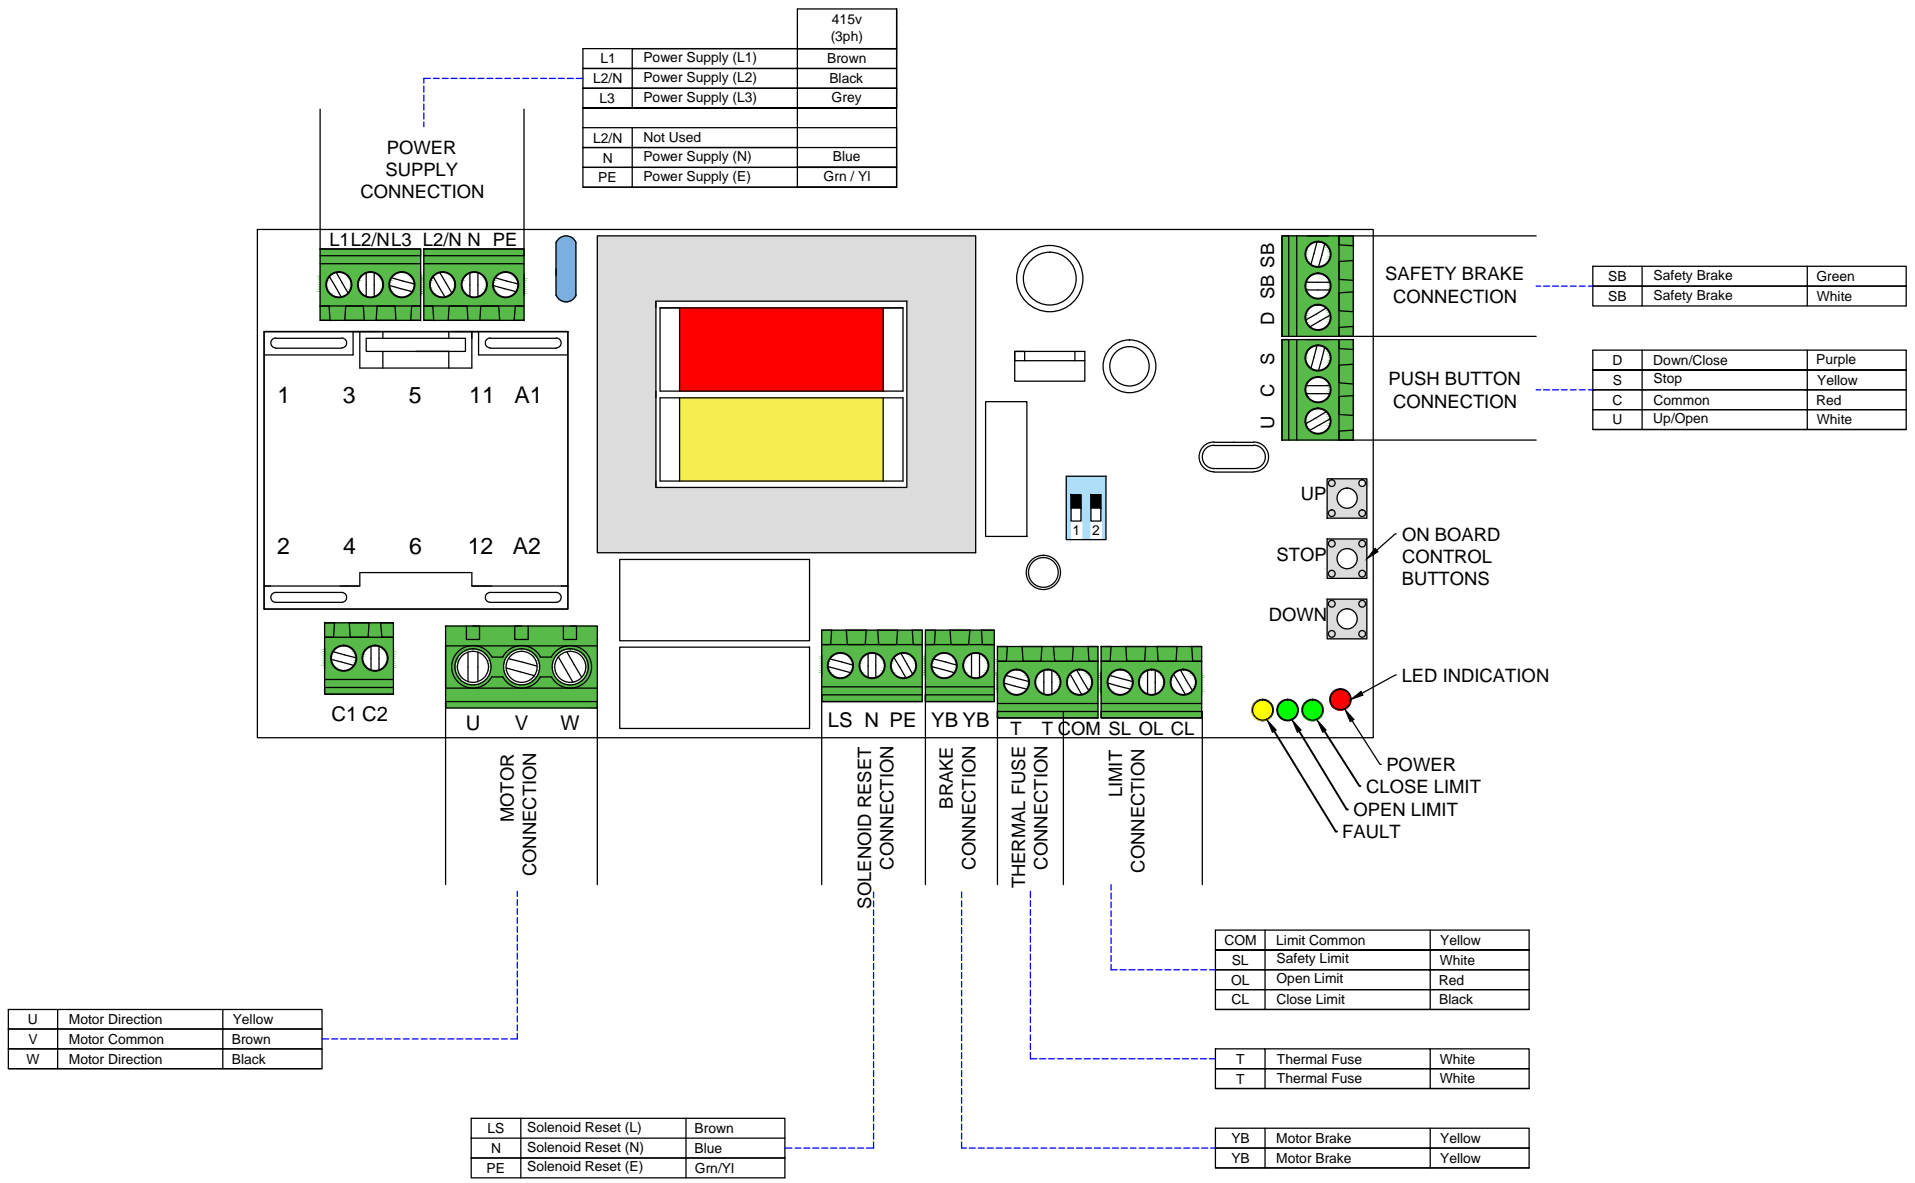 415v
(3ph)
L1 Power Supply (L1) Brown
L2/N Power Supply (L2) Black
L3 Power Supply (L3) Grey
L2/N Not Used
N Power Supply (N) Blue
PE Power Supply (E) Grn / Yl
POWER
SUPPLY
CONNECTION
L1 L2/N L3 L2/N N PE
1 3 5 11 A1
2 4 6 12 A2
C1 C2
U V W
MOTOR
CONNECTION
1 2
SB
SB
D
S
C
U
SAFETY BRAKE
CONNECTION
SB Safety Brake Green
SB Safety Brake White
PUSH BUTTON
CONNECTION
D Down/Close Purple
S Stop Yellow
C Common Red
U Up/Open White
UP
STOP
DOWN
ON BOARD
CONTROL
BUTTONS
LED INDICATION
POWER
CLOSE LIMIT
OPEN LIMIT
FAULT
LS N PE YB YB T T COM SL OL CL
SOLENOID RESET
CONNECTION
BRAKE
CONNECTION
THERMAL FUSE
CONNECTION
LIMIT
CONNECTION
COM Limit Common Yellow
SL Safety Limit White
OL Open Limit Red
CL Close Limit Black
U Motor Direction Yellow
V Motor Common Brown
W Motor Direction Black
T Thermal Fuse White
T Thermal Fuse White
LS Solenoid Reset (L) Brown
N Solenoid Reset (N) Blue
PE Solenoid Reset (E) Grn/Yl
YB Motor Brake Yellow
YB Motor Brake Yellow